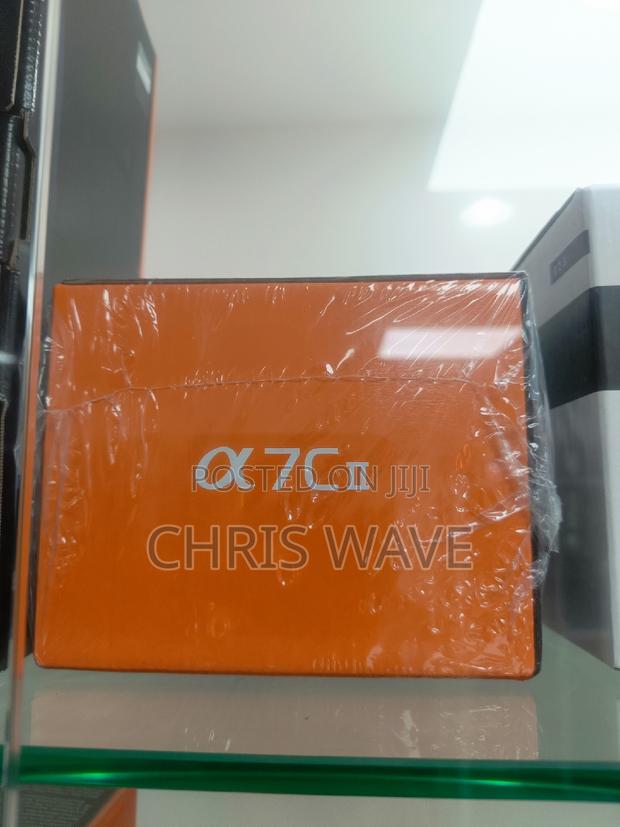 α7CII
POSTED ON JIJI
CHRIS WAVE